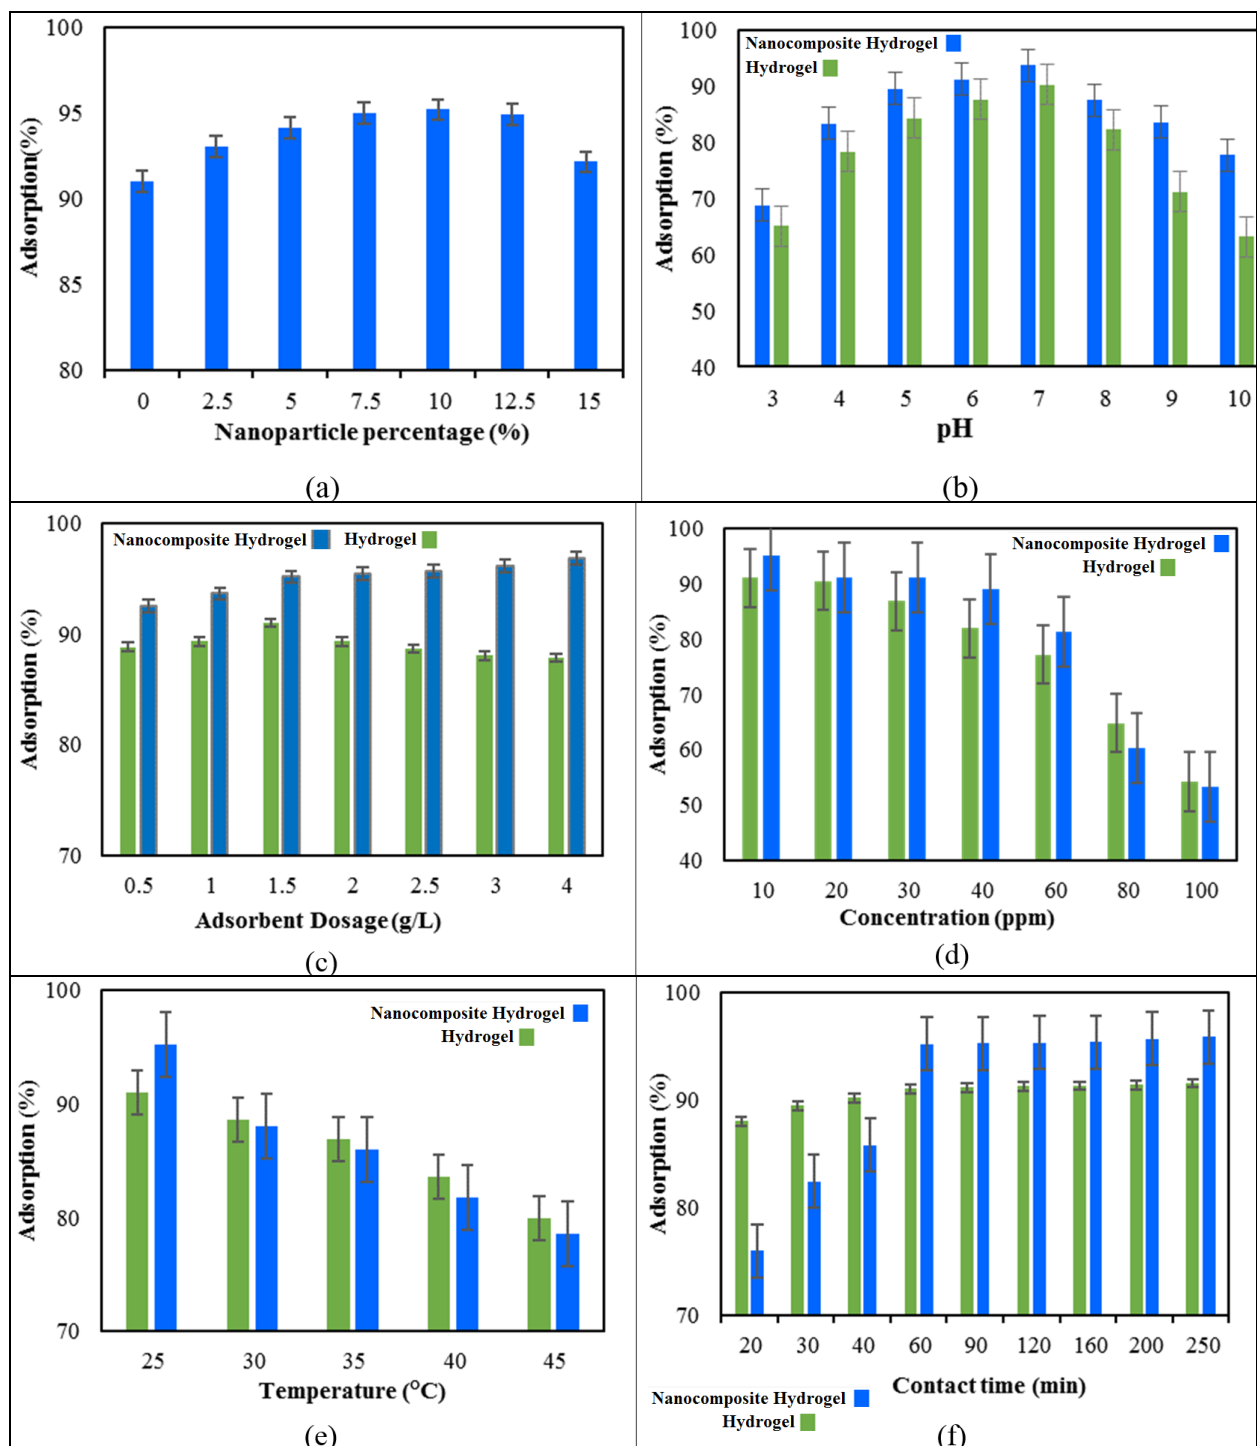 100
95
90
85
80
Adsorption(%)
0 2.5 5 7.5 10 12.5 15
Nanoparticle percentage (%)
(a)
Nanocomposite Hydrogel
Hydrogel
100
90
80
70
60
50
40
Adsorption (%)
3 4 5 6 7 8 9 10
pH
(b)
Nanocomposite Hydrogel Hydrogel
100
90
80
70
Adsorption (%)
0.5 1 1.5 2 2.5 3 4
Adsorbent Dosage (g/L)
(c)
Nanocomposite Hydrogel
Hydrogel
100
90
80
70
60
50
40
Adsorption (%)
10 20 30 40 60 80 100
Concentration (ppm)
(d)
Nanocomposite Hydrogel
Hydrogel
100
90
80
70
Adsorption (%)
25 30 35 40 45
Temperature (°C)
(e)
100
90
80
70
Adsorption (%)
20 30 40 60 90 120 160 200 250
Contact time (min)
Nanocomposite Hydrogel
Hydrogel
(f)